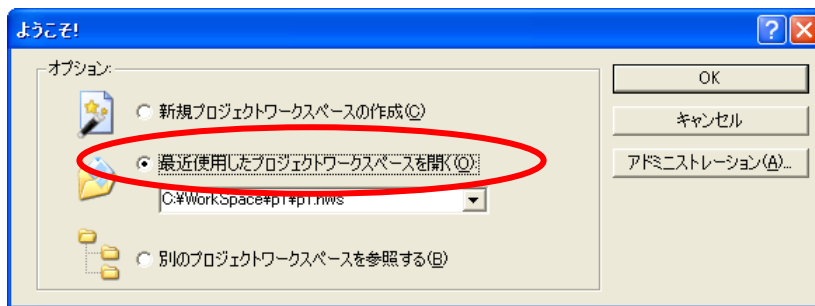 ようこそ!
オプション:
新規プロジェクトワークスペースの作成(C)
最近使用したプロジェクトワークスペースを開く(O):
C:¥WorkSpace¥p1¥p1.hws
別のプロジェクトワークスペースを参照する(B)
OK
キャンセル
アドミニストレーション(A)...